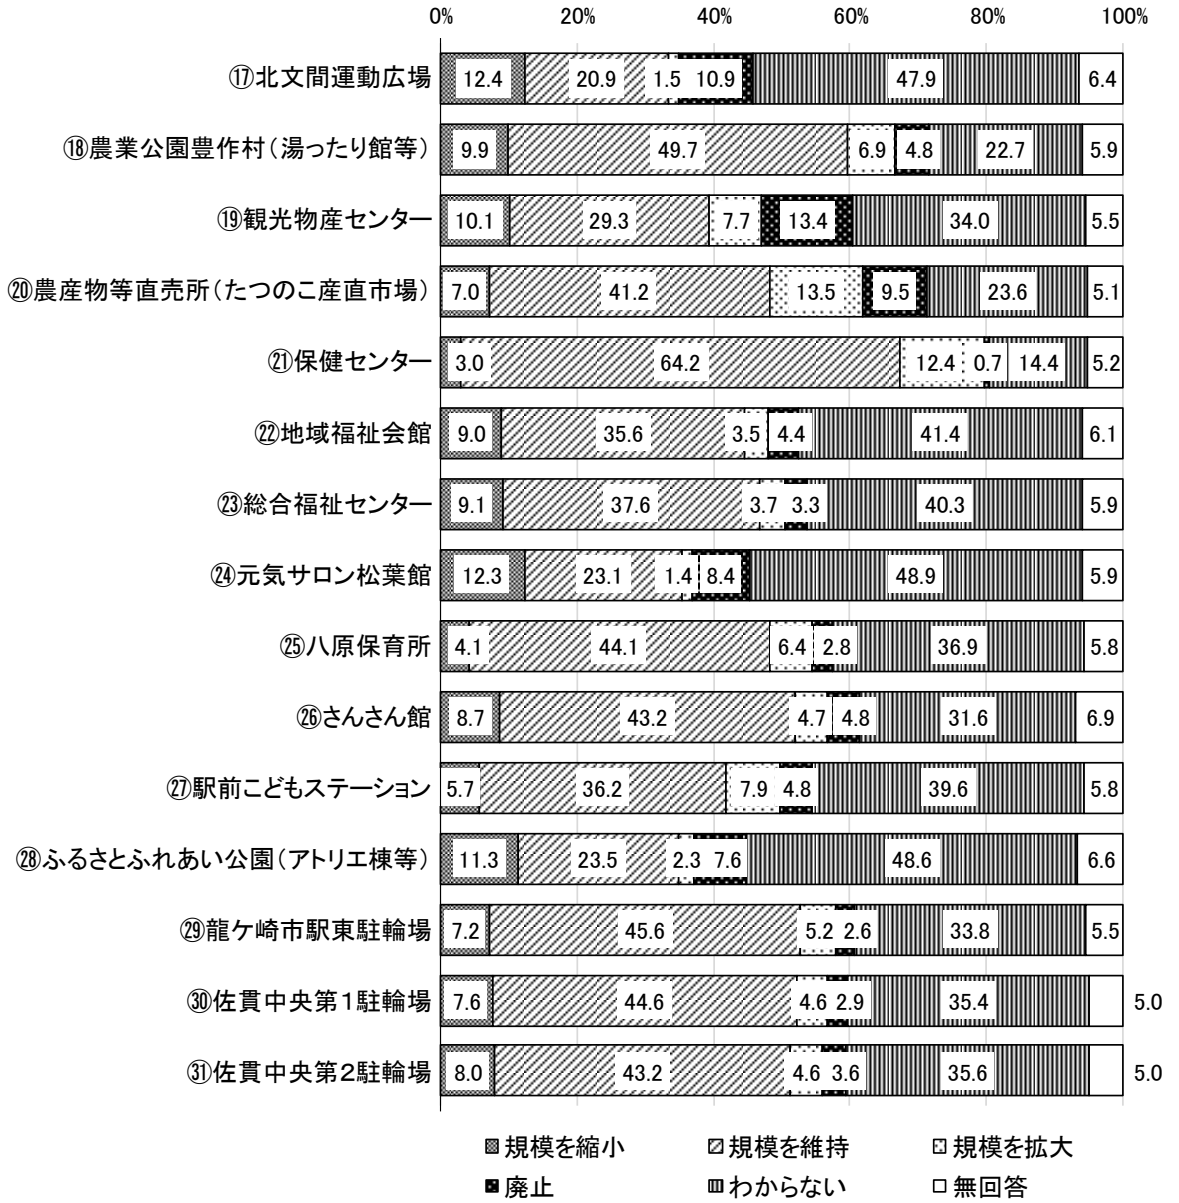 0% 20% 40% 60% 80% 100%
⑰北文間運動広場 12.4 20.9 1.5 10.9 47.9 6.4
⑱農業公園豊作村（湯ったり館等） 9.9 49.7 6.9 4.8 22.7 5.9
⑲観光物産センター 10.1 29.3 7.7 13.4 34.0 5.5
⑳農産物等直売所（たつのこ産直市場） 7.0 41.2 13.5 9.5 23.6 5.1
㉑保健センター 3.0 64.2 12.4 0.7 14.4 5.2
㉒地域福祉会館 9.0 35.6 3.5 4.4 41.4 6.1
㉓総合福祉センター 9.1 37.6 3.7 3.3 40.3 5.9
㉔元気サロン松葉館 12.3 23.1 1.4 8.4 48.9 5.9
㉕八原保育所 4.1 44.1 6.4 2.8 36.9 5.8
㉖さんさん館 8.7 43.2 4.7 4.8 31.6 6.9
㉗駅前こどもステーション 5.7 36.2 7.9 4.8 39.6 5.8
㉘ふるさとふれあい公園（アトリエ棟等） 11.3 23.5 2.3 7.6 48.6 6.6
㉙龍ケ崎市駅東駐輪場 7.2 45.6 5.2 2.6 33.8 5.5
㉚佐貫中央第１駐輪場 7.6 44.6 4.6 2.9 35.4 5.0
㉛佐貫中央第２駐輪場 8.0 43.2 4.6 3.6 35.6 5.0
規模を縮小 規模を維持 規模を拡大
廃止 わからない 無回答